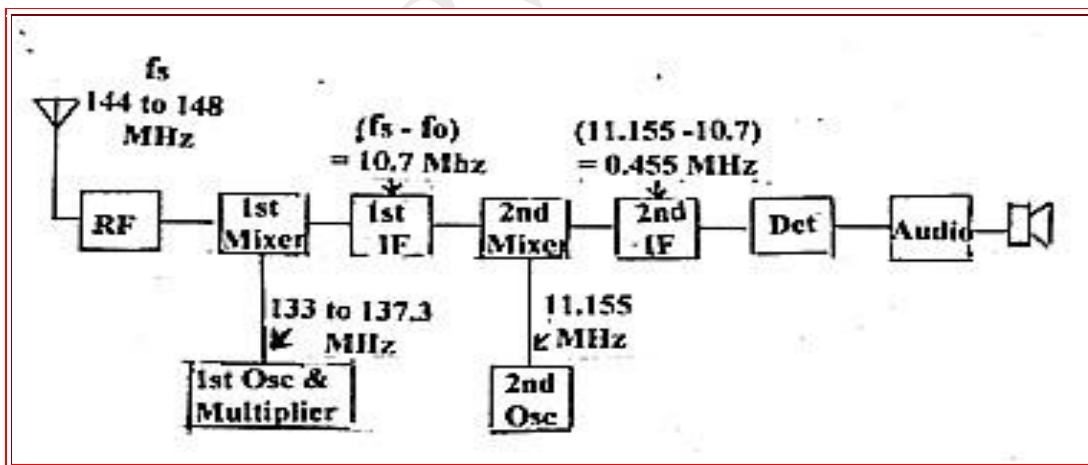 fs
144 to 148
MHz
(fs - fo)
= 10.7 Mhz
(11.155 -10.7)
= 0.455 MHz
RF
1st
Mixer
1st
IF
2nd
Mixer
2nd
IF
Det
Audio
133 to 137.3
MHz
11.155
MHz
1st Osc &
Multiplier
2nd
Osc